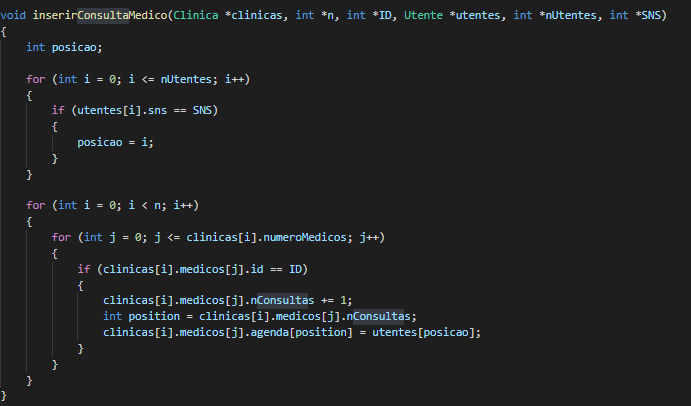 void inserirConsultaMedico(Clinica *clinicas, int *n, int *ID, Utente *utentes, int *nUtentes, int *SNS)
{
    int posicao;
    for (int i = 0; i <= nUtentes; i++)
    {
        if (utentes[i].sns == SNS)
        {
            posicao = i;
        }
    }
    for (int i = 0; i < n; i++)
    {
        for (int j = 0; j <= clinicas[i].numeroMedicos; j++)
        {
            if (clinicas[i].medicos[j].id == ID)
            {
                clinicas[i].medicos[j].nConsultas += 1;
                int position = clinicas[i].medicos[j].nConsultas;
                clinicas[i].medicos[j].agenda[position] = utentes[posicao];
            }
        }
    }
}